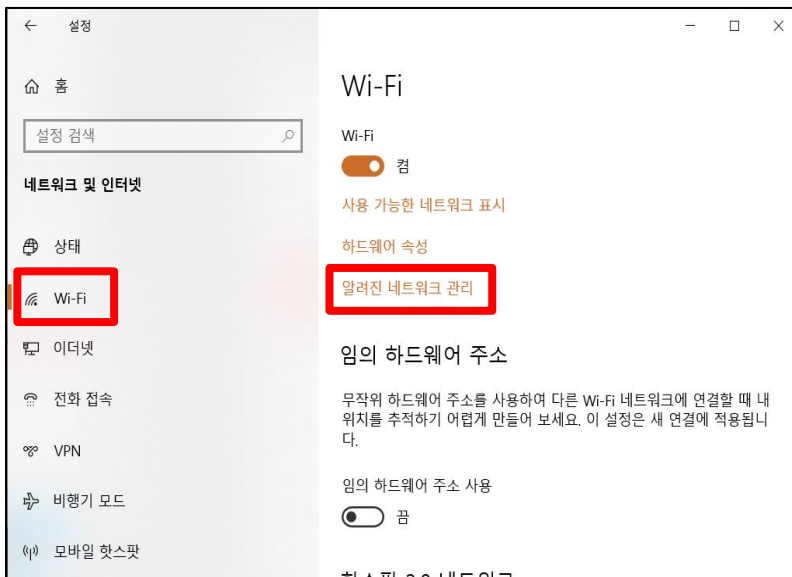 설정
홈
설정 검색
네트워크 및 인터넷
상태
Wi-Fi
이더넷
전화 접속
VPN
비행기 모드
모바일 핫스팟
Wi-Fi
Wi-Fi
켬
사용 가능한 네트워크 표시
하드웨어 속성
알려진 네트워크 관리
임의 하드웨어 주소
무작위 하드웨어 주소를 사용하여 다른 Wi-Fi 네트워크에 연결할 때 내
위치를 추적하기 어렵게 만들어 보세요. 이 설정은 새 연결에 적용됩니
다.
임의 하드웨어 주소 사용
끔